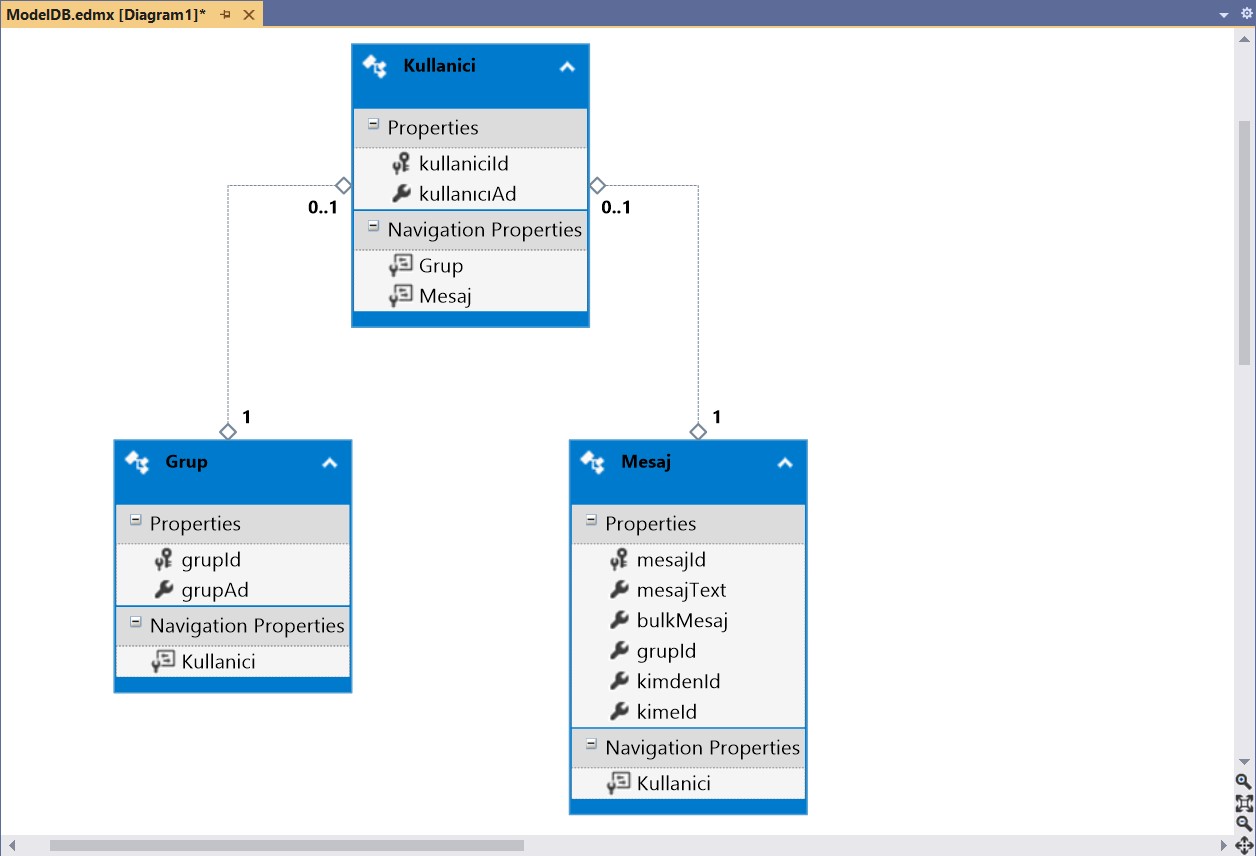 ModelDB.edmx [Diagram1]*
Kullanici
Properties
kullaniciId
kullanıcıAd
Navigation Properties
Grup
Mesaj
0..1
0..1
1
1
Grup
Properties
grupId
grupAd
Navigation Properties
Kullanici
Mesaj
Properties
mesajId
mesajText
bulkMesaj
grupId
kimdenId
kimeId
Navigation Properties
Kullanici